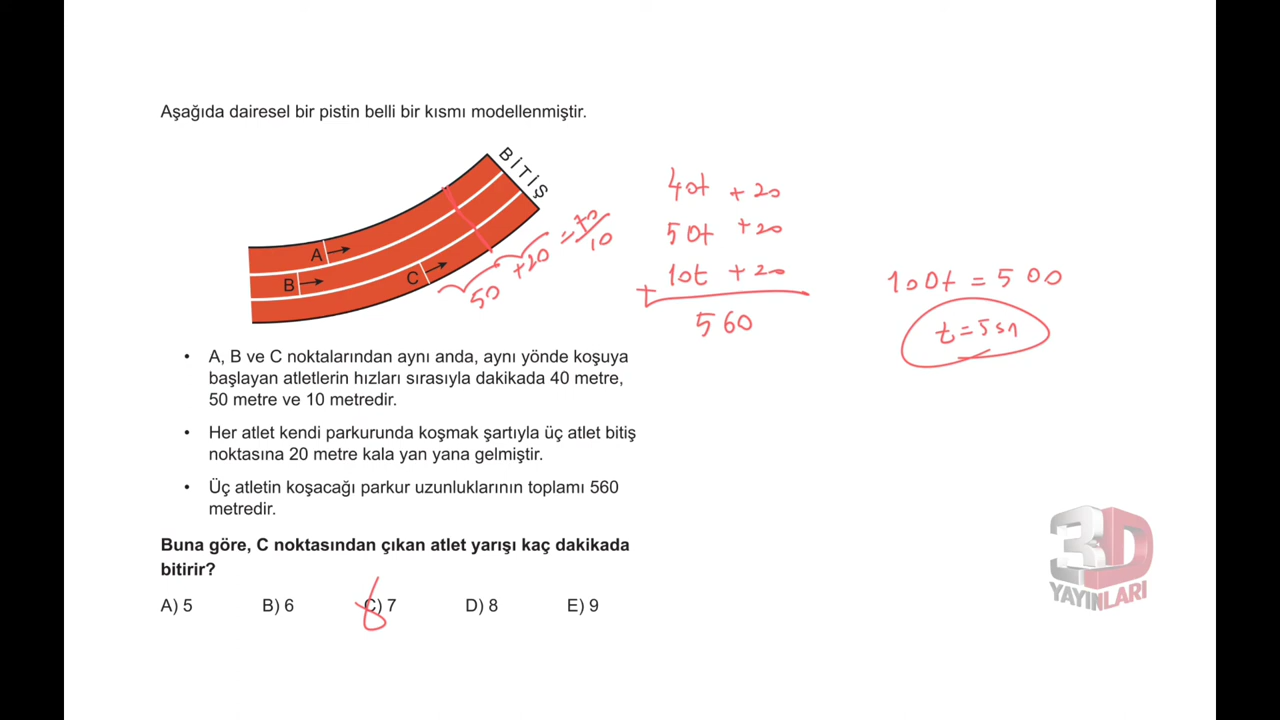 Aşağıda dairesel bir pistin belli bir kısmı modellenmiştir.
BİTİŞ
A
B
C
50
+20
= 70/10
40t + 20
50t + 20
+ 10t + 20
560
100t = 500
t = 5 sn
• A, B ve C noktalarından aynı anda, aynı yönde koşuya
başlayan atletlerin hızları sırasıyla dakikada 40 metre,
50 metre ve 10 metredir.
• Her atlet kendi parkurunda koşmak şartıyla üç atlet bitiş
noktasına 20 metre kala yan yana gelmiştir.
• Üç atletin koşacağı parkur uzunluklarının toplamı 560
metredir.
Buna göre, C noktasından çıkan atlet yarışı kaç dakikada
bitirir?
A) 5 B) 6 C) 7 D) 8 E) 9
3D
YAYINLARI